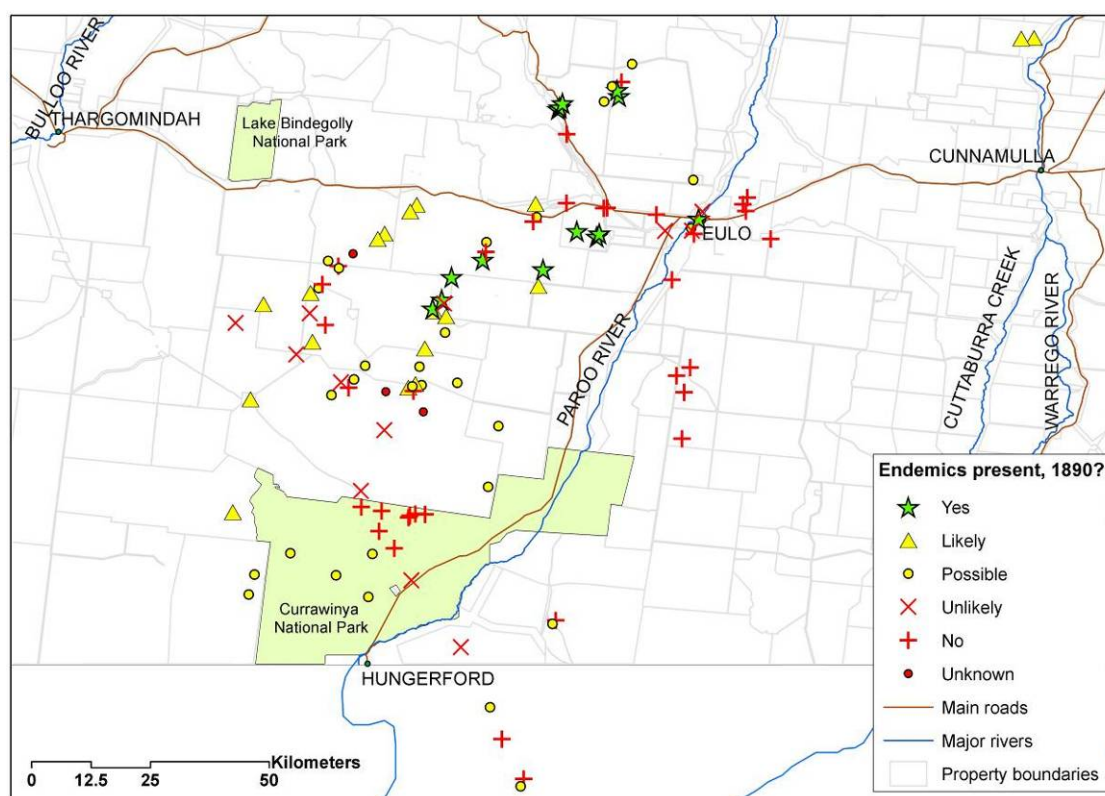 BULLOO RIVER
THARGOMINDAH
Lake Bindegolly
National Park
CUNNAMULLA
EULO
PAROO RIVER
CUTTABURRA CREEK
WARREGO RIVER
Currawinya
National Park
HUNGERFORD
Endemics present, 1890?
Yes
Likely
Possible
Unlikely
No
Unknown
Main roads
Major rivers
Property boundaries
Kilometers
0 12.5 25 50